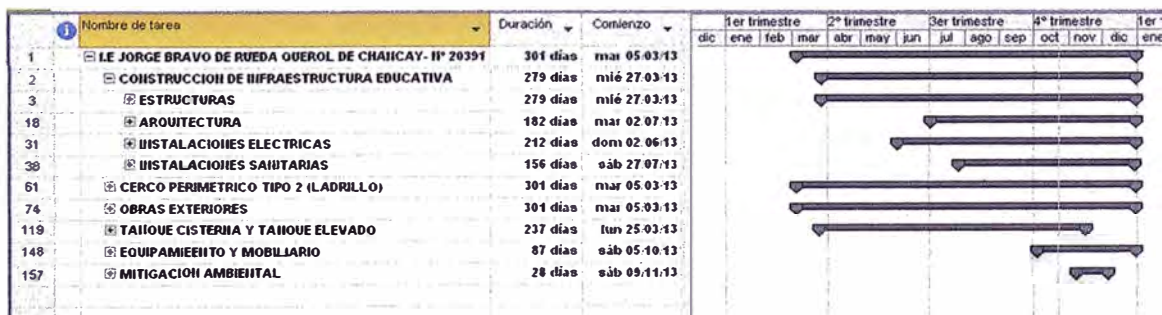 Nombre de tarea Duración Comienzo 1er trimestre 2º trimestre 3er trimestre 4º trimestre 1er
dic ene feb mar abr may jun jul ago sep oct nov dic ene
1 I.E JORGE BRAVO DE RUEDA QUEROL DE CHANCAY- Nº 20391 301 días mar 05/03/13
2 CONSTRUCCION DE INFRAESTRUCTURA EDUCATIVA 279 días mié 27/03/13
3 ESTRUCTURAS 279 días mié 27/03/13
18 ARQUITECTURA 182 días mar 02/07/13
31 INSTALACIONES ELECTRICAS 212 días dom 02/06/13
38 INSTALACIONES SANITARIAS 156 días sáb 27/07/13
61 CERCO PERIMETRICO TIPO 2 (LADRILLO) 301 días mar 05/03/13
74 OBRAS EXTERIORES 301 días mar 05/03/13
119 TANQUE CISTERNA Y TANQUE ELEVADO 237 días lun 25/03/13
148 EQUIPAMIEENTO Y MOBILIARIO 87 días sáb 05/10/13
157 MITIGACION AMBIENTAL 28 días sáb 09/11/13